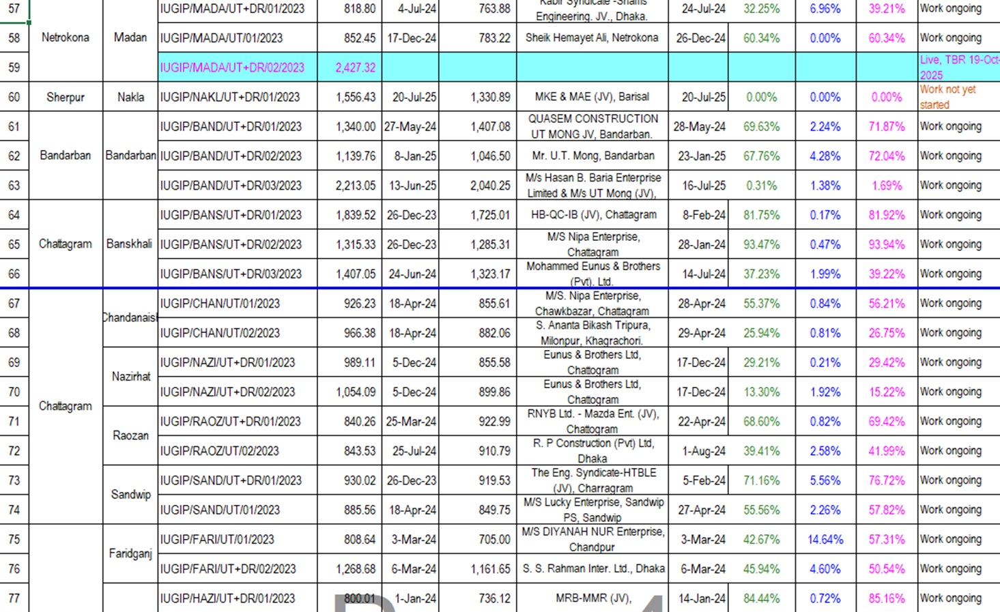 57 IUGIP/MADA/UT+DR/01/2023 818.80 4-Jul-24 763.88 Kabir Syndicate -Shams Engineering. JV., Dhaka. 24-Jul-24 32.25% 6.96% 39.21% Work ongoing
58 Netrokona Madan IUGIP/MADA/UT/01/2023 852.45 17-Dec-24 783.22 Sheik Hemayet Ali, Netrokona 26-Dec-24 60.34% 0.00% 60.34% Work ongoing
59 IUGIP/MADA/UT+DR/02/2023 2,427.32 Live, TBR 19-Oct-2025
60 Sherpur Nakla IUGIP/NAKL/UT+DR/01/2023 1,556.43 20-Jul-25 1,330.89 MKE & MAE (JV), Barisal 20-Jul-25 0.00% 0.00% 0.00% Work not yet started
61 IUGIP/BAND/UT+DR/01/2023 1,340.00 27-May-24 1,407.08 QUASEM CONSTRUCTION UT MONG JV, Bandarban. 28-May-24 69.63% 2.24% 71.87% Work ongoing
62 Bandarban Bandarban IUGIP/BAND/UT+DR/02/2023 1,139.76 8-Jan-25 1,046.50 Mr. U.T. Mong, Bandarban 23-Jan-25 67.76% 4.28% 72.04% Work ongoing
63 IUGIP/BAND/UT+DR/03/2023 2,213.05 13-Jun-25 2,040.25 M/s Hasan B. Baria Enterprise Limited & M/s UT Mong (JV), 16-Jul-25 0.31% 1.38% 1.69% Work ongoing
64 IUGIP/BANS/UT+DR/01/2023 1,839.52 26-Dec-23 1,725.01 HB-QC-IB (JV), Chattagram 8-Feb-24 81.75% 0.17% 81.92% Work ongoing
65 Chattagram Banskhali IUGIP/BANS/UT+DR/02/2023 1,315.33 26-Dec-23 1,285.31 M/S Nipa Enterprise, Chattagram 28-Jan-24 93.47% 0.47% 93.94% Work ongoing
66 IUGIP/BANS/UT+DR/03/2023 1,407.05 24-Jun-24 1,323.17 Mohammed Eunus & Brothers (Pvt). Ltd. 14-Jul-24 37.23% 1.99% 39.22% Work ongoing
67 IUGIP/CHAN/UT/01/2023 926.23 18-Apr-24 855.61 M/S. Nipa Enterprise, Chawkbazar, Chattagram 28-Apr-24 55.37% 0.84% 56.21% Work ongoing
68 IUGIP/CHAN/UT/02/2023 966.38 18-Apr-24 882.06 S. Ananta Bikash Tripura, Milonpur, Khagrachori. 29-Apr-24 25.94% 0.81% 26.75% Work ongoing
69 IUGIP/NAZI/UT+DR/01/2023 989.11 5-Dec-24 855.58 Eunus & Brothers Ltd, Chattogram 17-Dec-24 29.21% 0.21% 29.42% Work ongoing
Nazirhat
70 IUGIP/NAZI/UT+DR/02/2023 1,054.09 5-Dec-24 899.86 Eunus & Brothers Ltd, Chattogram 17-Dec-24 13.30% 1.92% 15.22% Work ongoing
Chattagram
71 IUGIP/RAOZ/UT+DR/01/2023 840.26 25-Mar-24 922.99 RNYB Ltd. - Mazda Ent. (JV), Chattogram 22-Apr-24 68.60% 0.82% 69.42% Work ongoing
Raozan
72 IUGIP/RAOZ/UT/02/2023 843.53 25-Jul-24 910.79 R. P Construction (Pvt) Ltd, Dhaka 1-Aug-24 39.41% 2.58% 41.99% Work ongoing
73 IUGIP/SAND/UT+DR/01/2023 930.02 26-Dec-23 919.53 The Eng. Syndicate-HTBLE (JV), Charragram 5-Feb-24 71.16% 5.56% 76.72% Work ongoing
Sandwip
74 IUGIP/SAND/UT/01/2023 885.56 18-Apr-24 849.75 M/S Lucky Enterprise, Sandwip PS, Sandwip 27-Apr-24 55.56% 2.26% 57.82% Work ongoing
75 IUGIP/FARI/UT/01/2023 808.64 3-Mar-24 705.00 M/S DIYANAH NUR Enterprise, Chandpur 3-Mar-24 42.67% 14.64% 57.31% Work ongoing
Faridganj
76 IUGIP/FARI/UT+DR/02/2023 1,268.68 6-Mar-24 1,161.65 S. S. Rahman Inter. Ltd., Dhaka 6-Mar-24 45.94% 4.60% 50.54% Work ongoing
77 IUGIP/HAZI/UT+DR/01/2023 800.01 1-Jan-24 736.12 MRB-MMR (JV), 14-Jan-24 84.44% 0.72% 85.16% Work ongoing